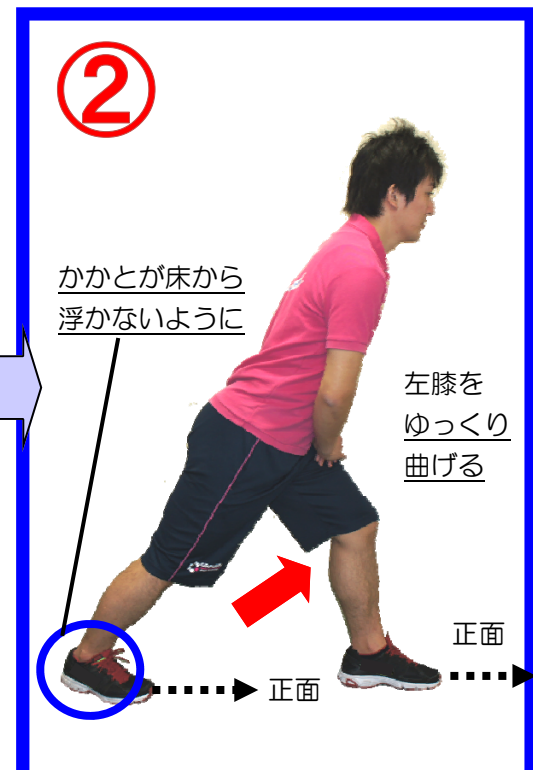 ②
かかとが床から
浮かないように
左膝を
ゆっくり
曲げる
正面
正面